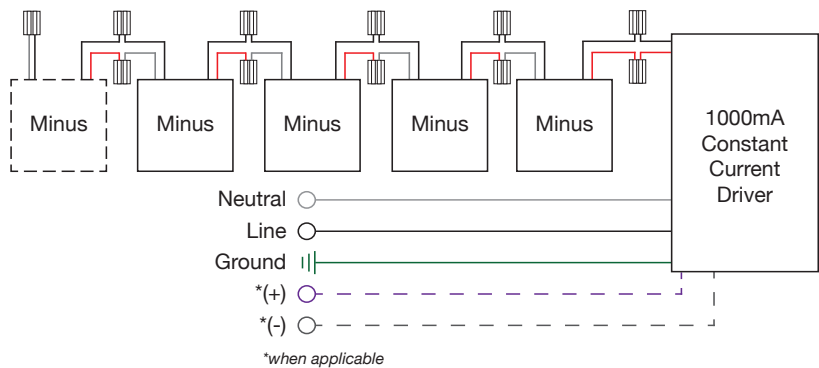 Minus
Minus
Minus
Minus
Minus
1000mA
Constant
Current
Driver
Neutral
Line
Ground
*(+)
*(-)
*when applicable